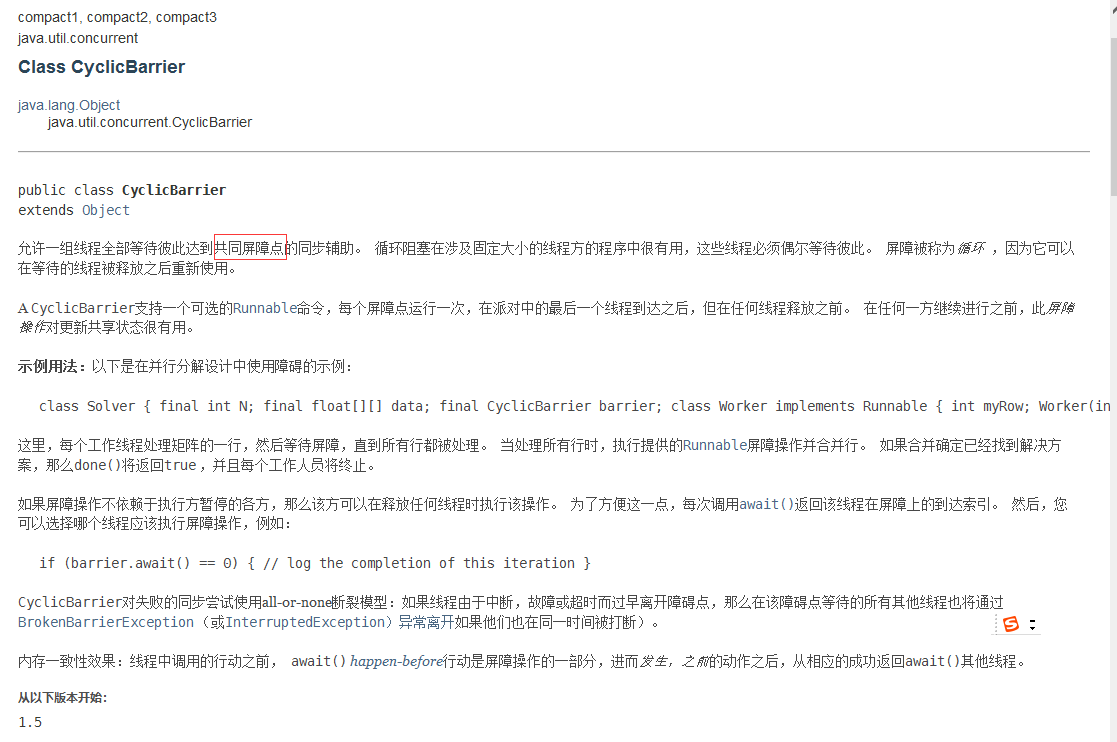 compact1, compact2, compact3
java.util.concurrent
Class CyclicBarrier
java.lang.Object
java.util.concurrent.CyclicBarrier
public class CyclicBarrier
extends Object
允许一组线程全部等待彼此达到共同屏障点的同步辅助。 循环阻塞在涉及固定大小的线程方的程序中很有用，这些线程必须偶尔等待彼此。 屏障被称为循环 ，因为它可以
在等待的线程被释放之后重新使用。
A CyclicBarrier支持一个可选的Runnable命令，每个屏障点运行一次，在派对中的最后一个线程到达之后，但在任何线程释放之前。 在任何一方继续进行之前，此屏障
操作对更新共享状态很有用。
示例用法：以下是在并行分解设计中使用障碍的示例：
class Solver { final int N; final float[][] data; final CyclicBarrier barrier; class Worker implements Runnable { int myRow; Worker(in
这里，每个工作线程处理矩阵的一行，然后等待屏障，直到所有行都被处理。 当处理所有行时，执行提供的Runnable屏障操作并合并行。 如果合并确定已经找到解决方
案，那么done()将返回true ，并且每个工作人员将终止。
如果屏障操作不依赖于执行方暂停的各方，那么该方可以在释放任何线程时执行该操作。 为了方便这一点，每次调用await()返回该线程在屏障上的到达索引。 然后，您
可以选择哪个线程应该执行屏障操作，例如：
if (barrier.await() == 0) { // log the completion of this iteration }
CyclicBarrier对失败的同步尝试使用all-or-none断裂模型：如果线程由于中断，故障或超时而过早离开障碍点，那么在该障碍点等待的所有其他线程也将通过
BrokenBarrierException （或InterruptedException）异常离开如果他们也在同一时间被打断）。
内存一致性效果：线程中调用的行动之前， await() happen-before行动是屏障操作的一部分，进而发生，之前的动作之后，从相应的成功返回await()其他线程。
从以下版本开始：
1.5